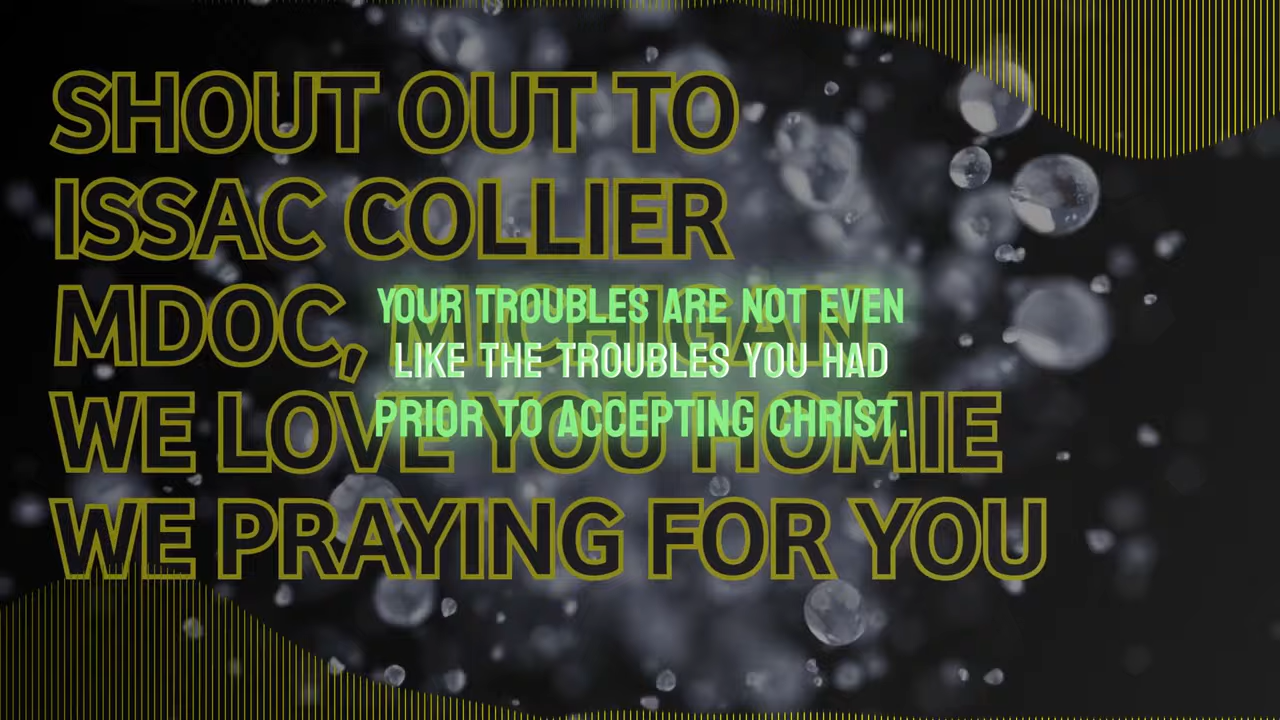 SHOUT OUT TO
ISSAC COLLIER
MDOC, MICHIGAN
WE LOVE YOU HOMIE
WE PRAYING FOR YOU
YOUR TROUBLES ARE NOT EVEN
LIKE THE TROUBLES YOU HAD
PRIOR TO ACCEPTING CHRIST.